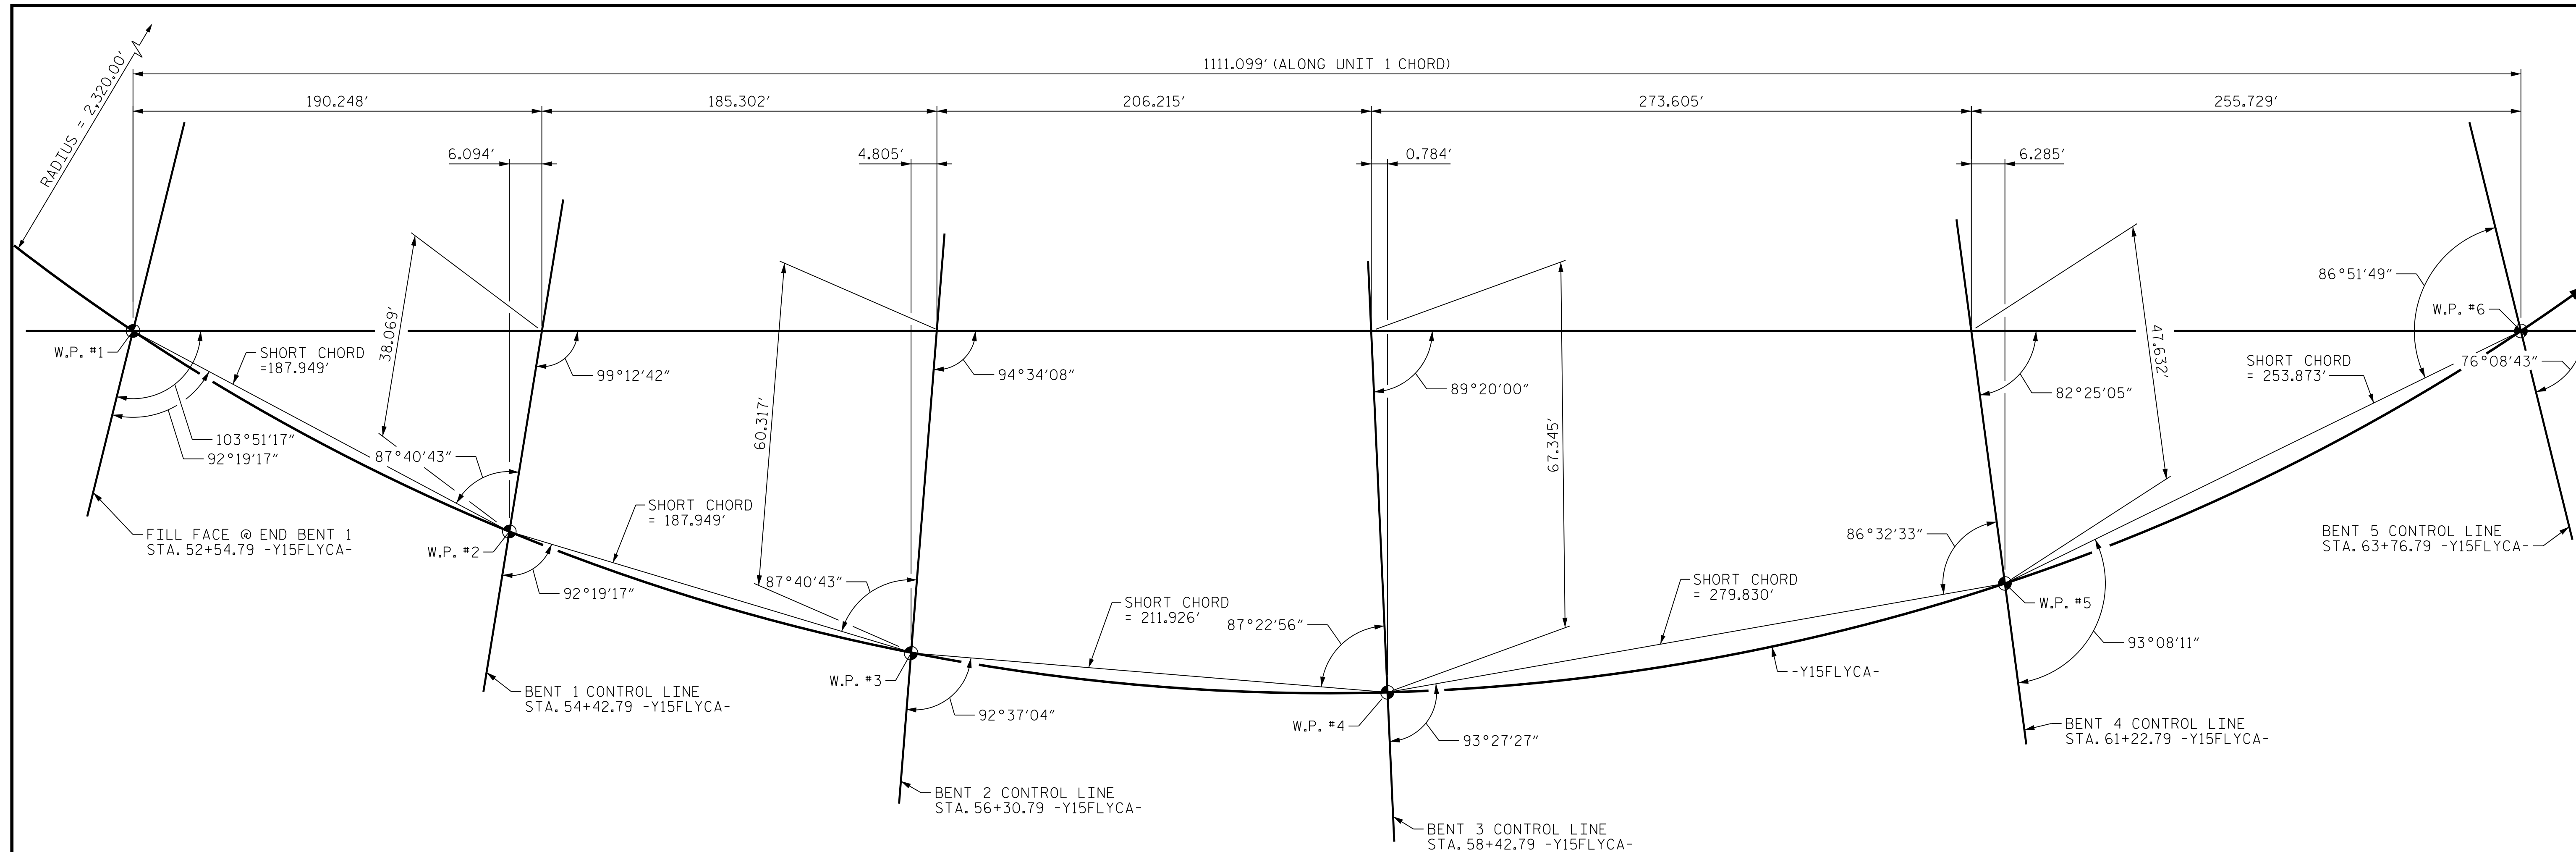 RADIUS = 2,320.00'
1111.099' (ALONG UNIT 1 CHORD)
190.248'
185.302'
206.215'
273.605'
255.729'
6.094'
4.805'
0.784'
6.285'
38.069'
60.317'
67.345'
47.632'
86°51'49"
W.P. #6
76°08'43"
W.P. #1
SHORT CHORD
=187.949'
99°12'42"
94°34'08"
89°20'00"
82°25'05"
SHORT CHORD
= 253.873'
103°51'17"
92°19'17"
87°40'43"
FILL FACE @ END BENT 1
STA. 52+54.79 -Y15FLYCA-
W.P. #2
92°19'17"
SHORT CHORD
= 187.949'
87°40'43"
BENT 1 CONTROL LINE
STA. 54+42.79 -Y15FLYCA-
W.P. #3
92°37'04"
SHORT CHORD
= 211.926'
87°22'56"
BENT 2 CONTROL LINE
STA. 56+30.79 -Y15FLYCA-
W.P. #4
93°27'27"
SHORT CHORD
= 279.830'
86°32'33"
-Y15FLYCA-
BENT 3 CONTROL LINE
STA. 58+42.79 -Y15FLYCA-
W.P. #5
93°08'11"
BENT 4 CONTROL LINE
STA. 61+22.79 -Y15FLYCA-
BENT 5 CONTROL LINE
STA. 63+76.79 -Y15FLYCA-